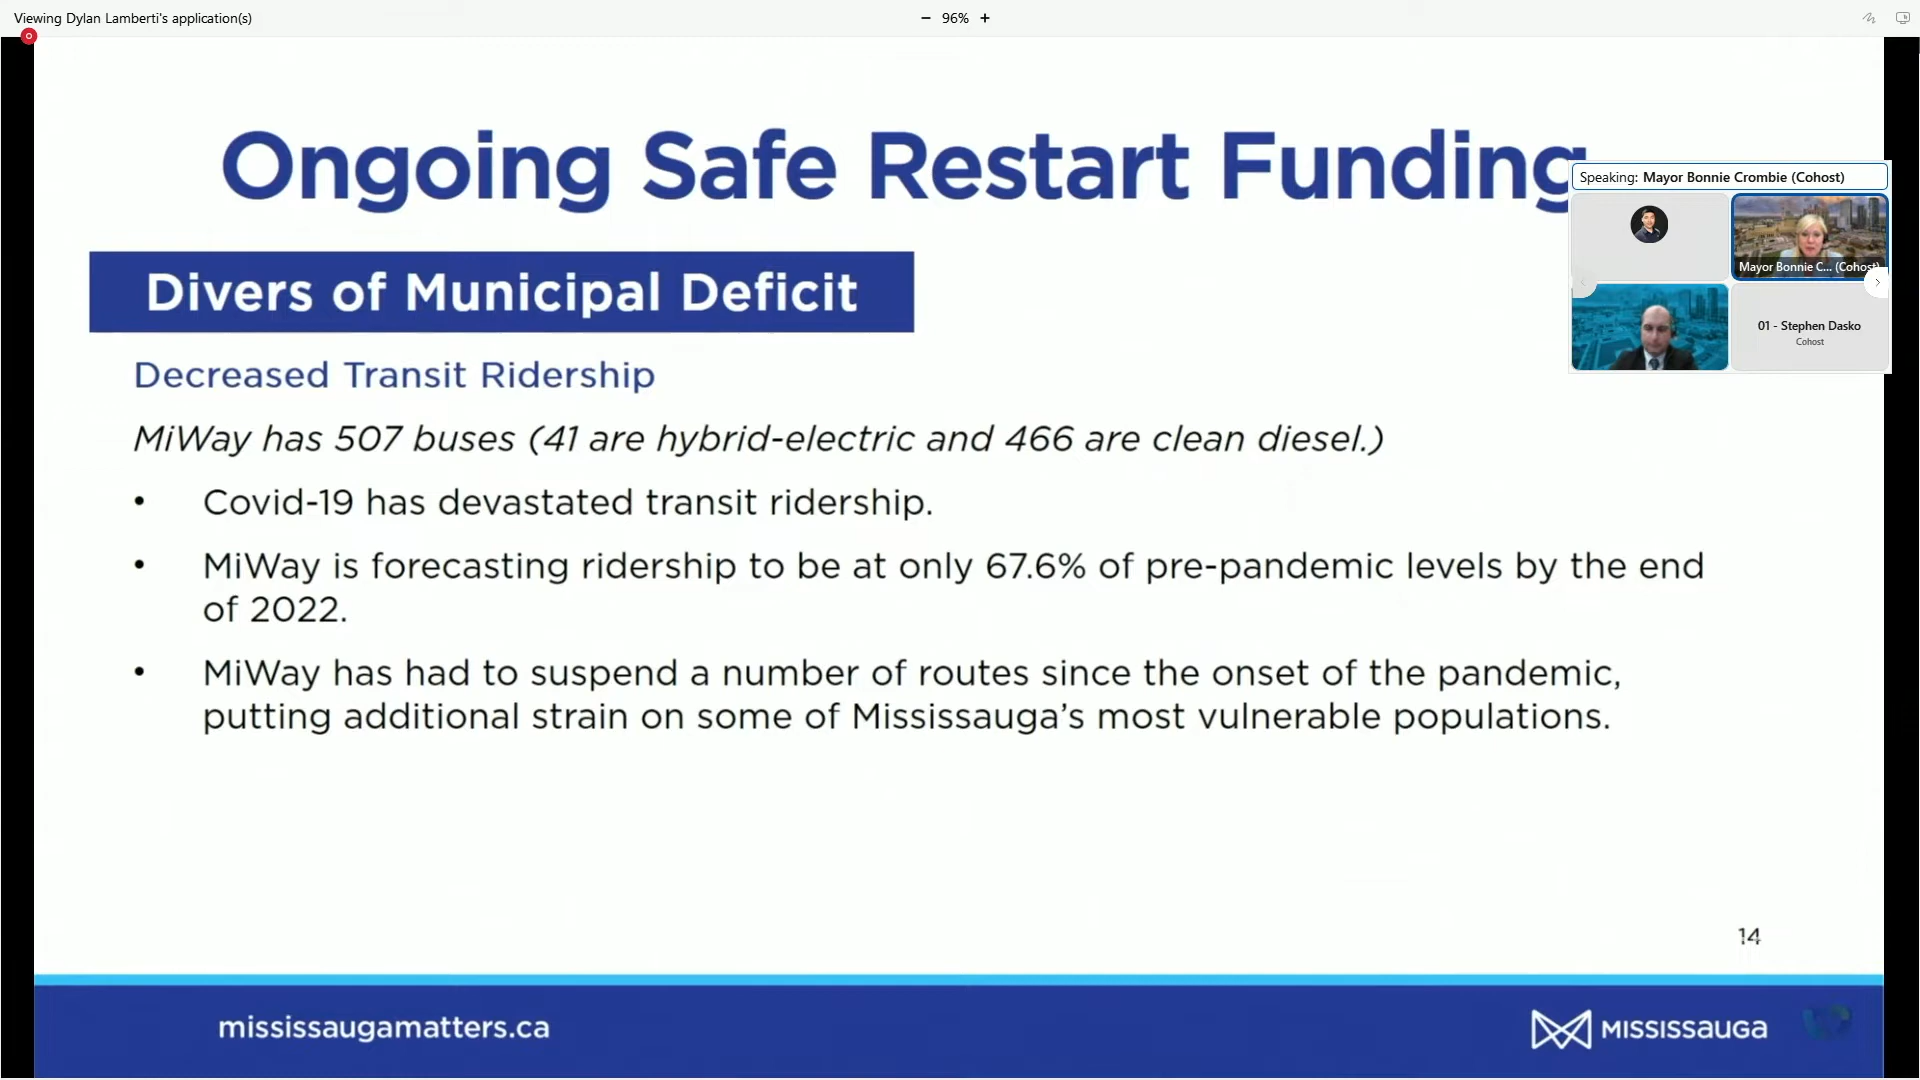 Viewing Dylan Lamberti's application(s)
− 96% +
Ongoing Safe Restart Funding
Speaking: Mayor Bonnie Crombie (Cohost)
Mayor Bonnie C... (Cohost)
01 - Stephen Dasko
Cohost
Divers of Municipal Deficit
Decreased Transit Ridership
MiWay has 507 buses (41 are hybrid-electric and 466 are clean diesel.)
• Covid-19 has devastated transit ridership.
• MiWay is forecasting ridership to be at only 67.6% of pre-pandemic levels by the end
of 2022.
• MiWay has had to suspend a number of routes since the onset of the pandemic,
putting additional strain on some of Mississauga's most vulnerable populations.
14
mississaugamatters.ca
MISSISSAUGA